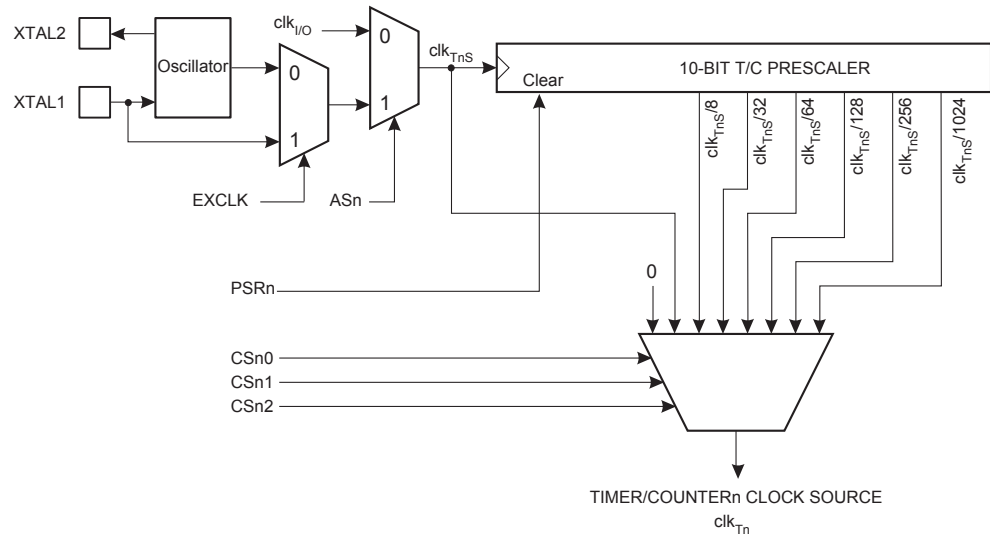 XTAL2
XTAL1
Oscillator
clkI/O
0
1
0
1
EXCLK
ASn
clkTnS
Clear
10-BIT T/C PRESCALER
clkTnS/8
clkTnS/32
clkTnS/64
clkTnS/128
clkTnS/256
clkTnS/1024
PSRn
0
CSn0
CSn1
CSn2
TIMER/COUNTERn CLOCK SOURCE
clkTn